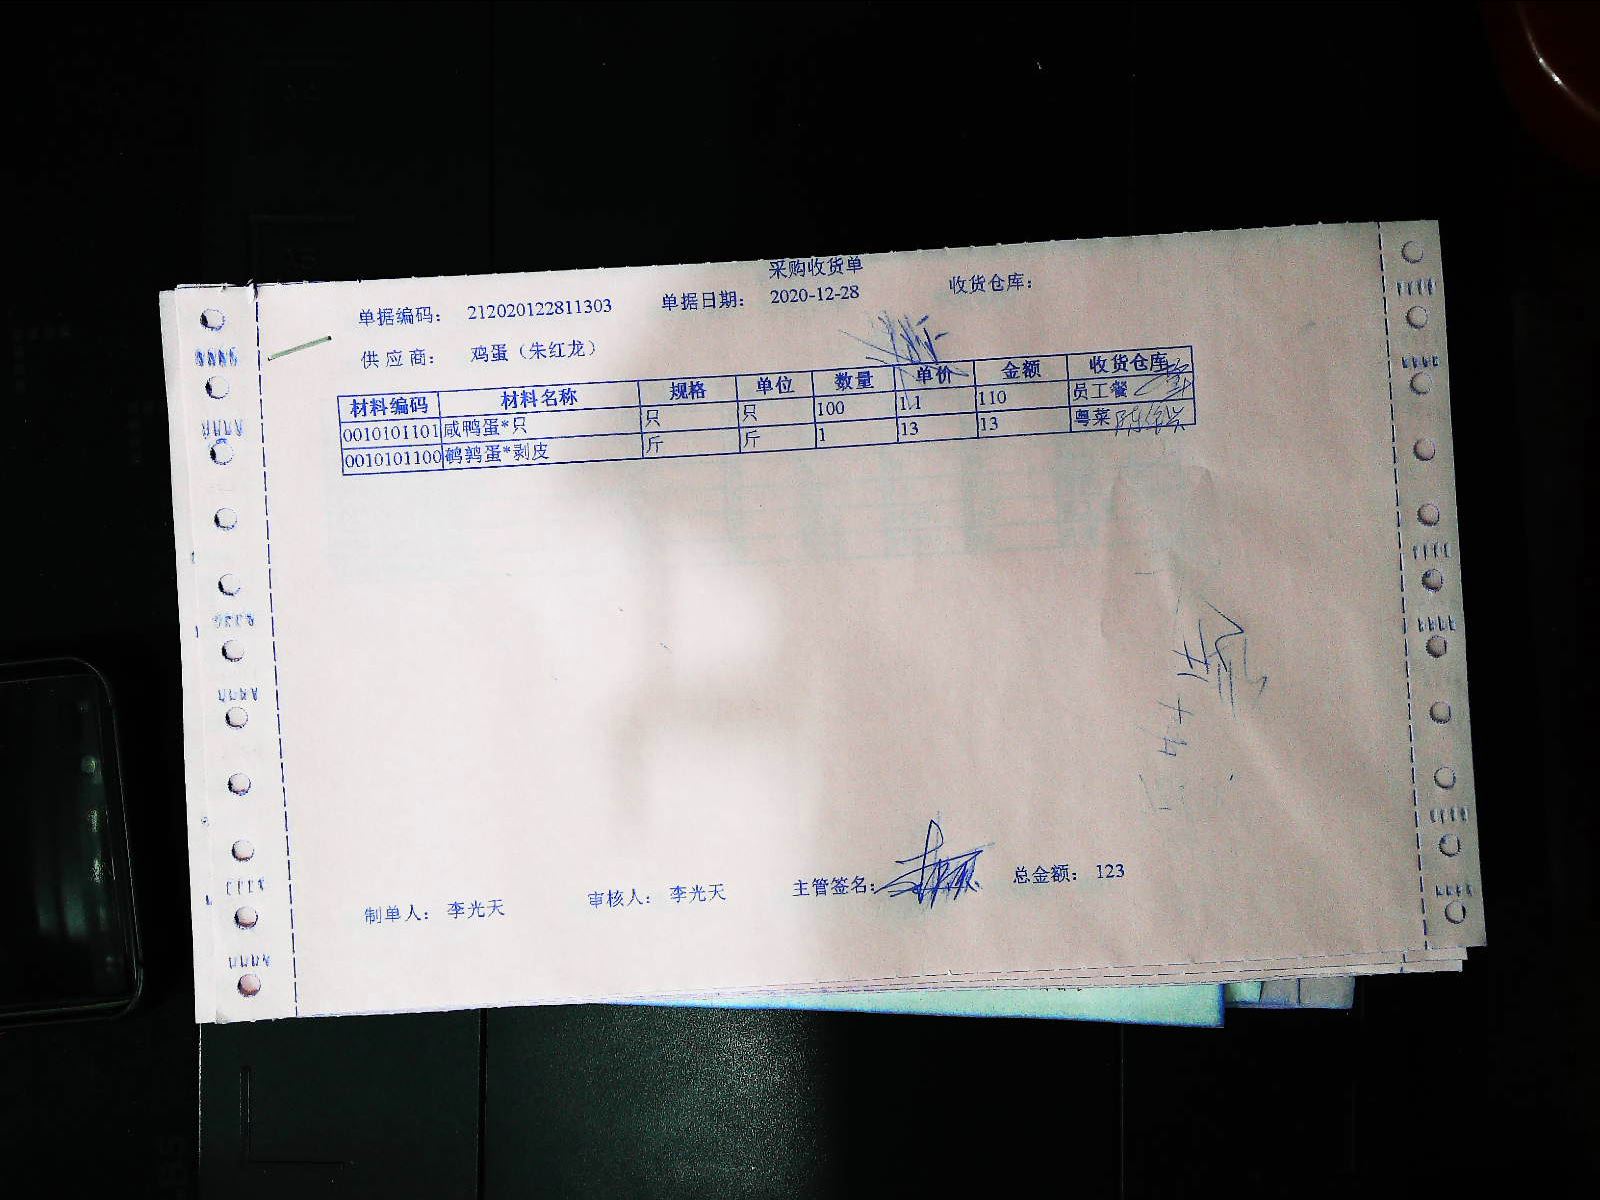 采购收货单
单据编码： 212020122811303 单据日期： 2020-12-28 收货仓库：
供应商： 鸡蛋（朱红龙）
材料编码 材料名称 规格 单位 数量 单价 金额 收货仓库
0010101101 咸鸭蛋*只 只 只 100 1.1 110 员工餐
0010101100 鹌鹑蛋*剥皮 斤 斤 1 13 13 粤菜
制单人： 李光天 审核人： 李光天 主管签名： 总金额： 123